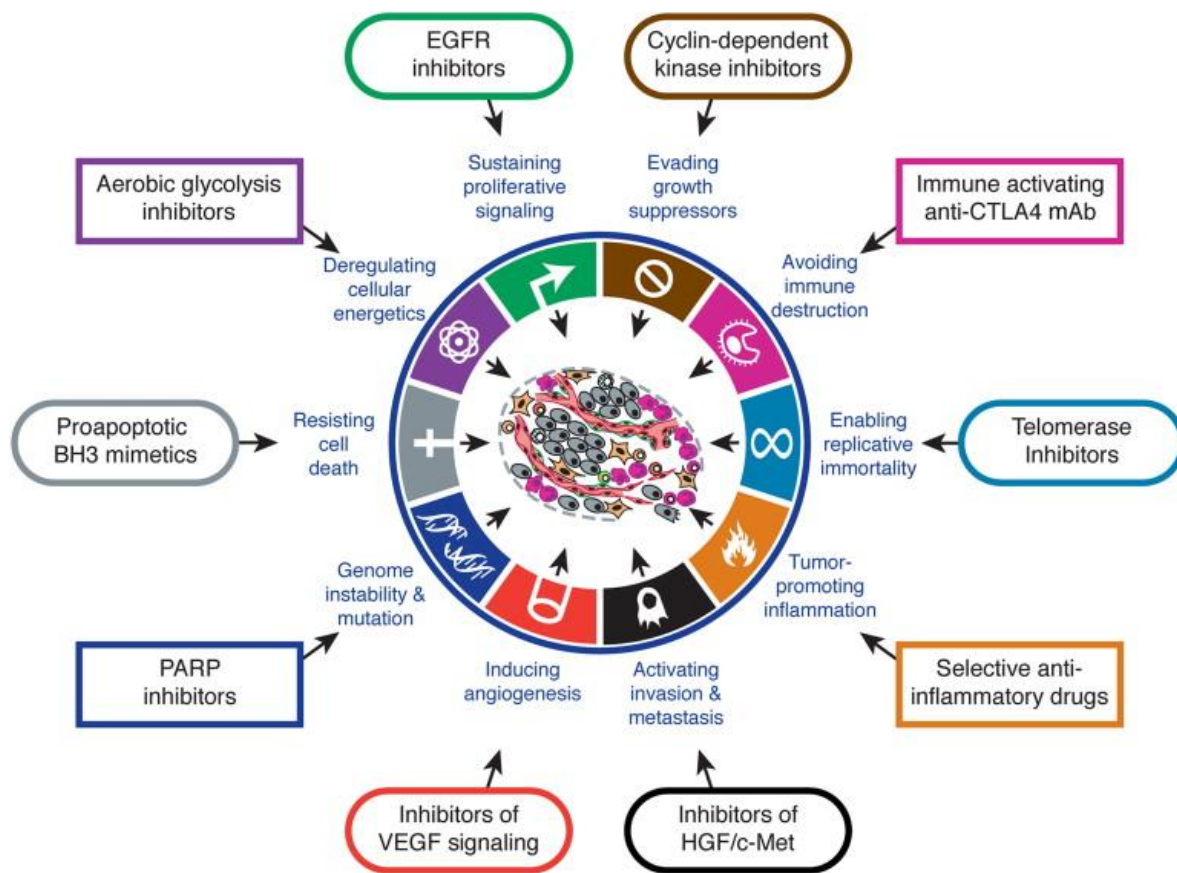 EGFR
inhibitors
Cyclin-dependent
kinase inhibitors
Sustaining
proliferative
signaling
Evading
growth
suppressors
Aerobic glycolysis
inhibitors
Immune activating
anti-CTLA4 mAb
Deregulating
cellular
energetics
Avoiding
immune
destruction
Proapoptotic
BH3 mimetics
Resisting
cell
death
Enabling
replicative
immortality
Telomerase
Inhibitors
Genome
instability &
mutation
Tumor-
promoting
inflammation
PARP
inhibitors
Inducing
angiogenesis
Activating
invasion &
metastasis
Selective anti-
inflammatory drugs
Inhibitors of
VEGF signaling
Inhibitors of
HGF/c-Met